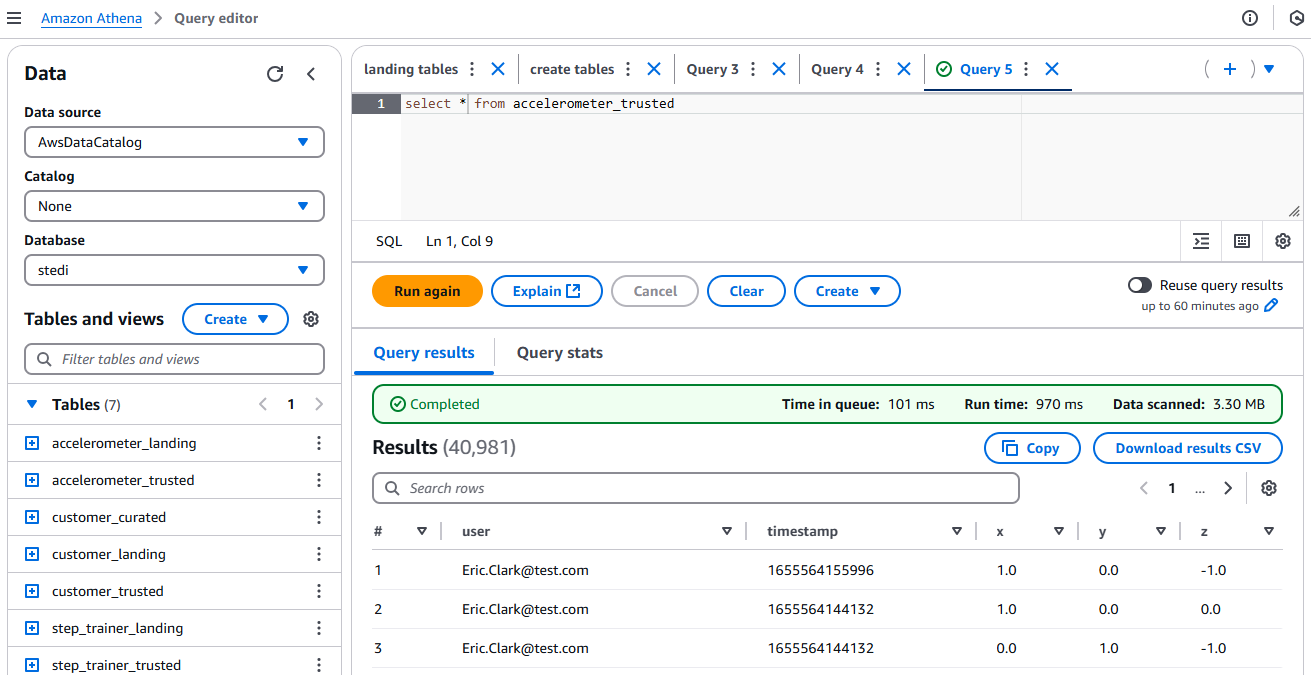 Amazon Athena > Query editor
Data
Data source
AwsDataCatalog
Catalog
None
Database
stedi
Tables and views Create
Filter tables and views
Tables (7) 1
accelerometer_landing
accelerometer_trusted
customer_curated
customer_landing
customer_trusted
step_trainer_landing
step_trainer_trusted
landing tables create tables Query 3 Query 4 Query 5
1 select * from accelerometer_trusted
SQL Ln 1, Col 9
Run again Explain Cancel Clear Create
Reuse query results
up to 60 minutes ago
Query results Query stats
Completed Time in queue: 101 ms Run time: 970 ms Data scanned: 3.30 MB
Results (40,981) Copy Download results CSV
Search rows 1 ...
# user timestamp x y z
1 Eric.Clark@test.com 1655564155996 1.0 0.0 -1.0
2 Eric.Clark@test.com 1655564144132 1.0 0.0 0.0
3 Eric.Clark@test.com 1655564144132 0.0 1.0 -1.0